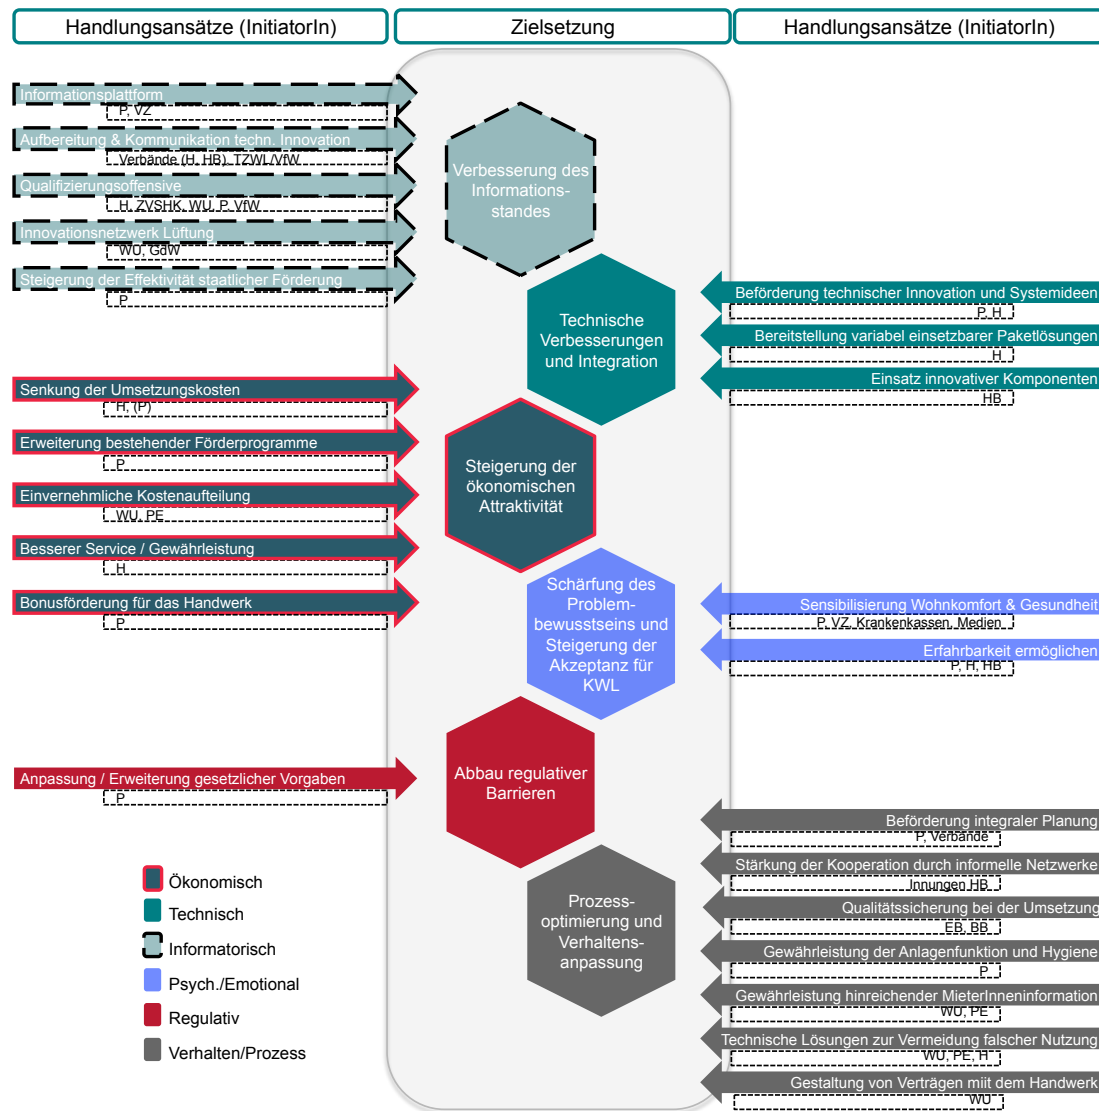 Handlungsansätze (InitiatorIn)
Zielsetzung
Handlungsansätze (InitiatorIn)
Informationsplattform
P, VZ
Aufbereitung & Kommunikation techn. Innovation
Verbände (H, HB), TZWL/VfW
Qualifizierungsoffensive
H, ZVSHK, WU, P, VfW
Innovationsnetzwerk Lüftung
WU, GdW
Steigerung der Effektivität staatlicher Förderung
P
Senkung der Umsetzungskosten
H, (P)
Erweiterung bestehender Förderprogramme
P
Einvernehmliche Kostenaufteilung
WU, PE
Besserer Service / Gewährleistung
H
Bonusförderung für das Handwerk
P
Anpassung / Erweiterung gesetzlicher Vorgaben
P
Verbesserung des
Informations-
standes
Technische
Verbesserungen
und Integration
Steigerung der
ökonomischen
Attraktivität
Schärfung des
Problem-
bewusstseins und
Steigerung der
Akzeptanz für
KWL
Abbau regulativer
Barrieren
Prozess-
optimierung und
Verhaltens-
anpassung
Beförderung technischer Innovation und Systemideen
P, H
Bereitstellung variabel einsetzbarer Paketlösungen
H
Einsatz innovativer Komponenten
HB
Sensibilisierung Wohnkomfort & Gesundheit
P, VZ, Krankenkassen, Medien
Erfahrbarkeit ermöglichen
P, H, HB
Beförderung integraler Planung
P, Verbände
Stärkung der Kooperation durch informelle Netzwerke
Innungen HB
Qualitätssicherung bei der Umsetzung
EB, BB
Gewährleistung der Anlagenfunktion und Hygiene
P
Gewährleistung hinreichender MieterInneninformation
WU, PE
Technische Lösungen zur Vermeidung falscher Nutzung
WU, PE, H
Gestaltung von Verträgen miit dem Handwerk
WU
Ökonomisch
Technisch
Informatorisch
Psych./Emotional
Regulativ
Verhalten/Prozess